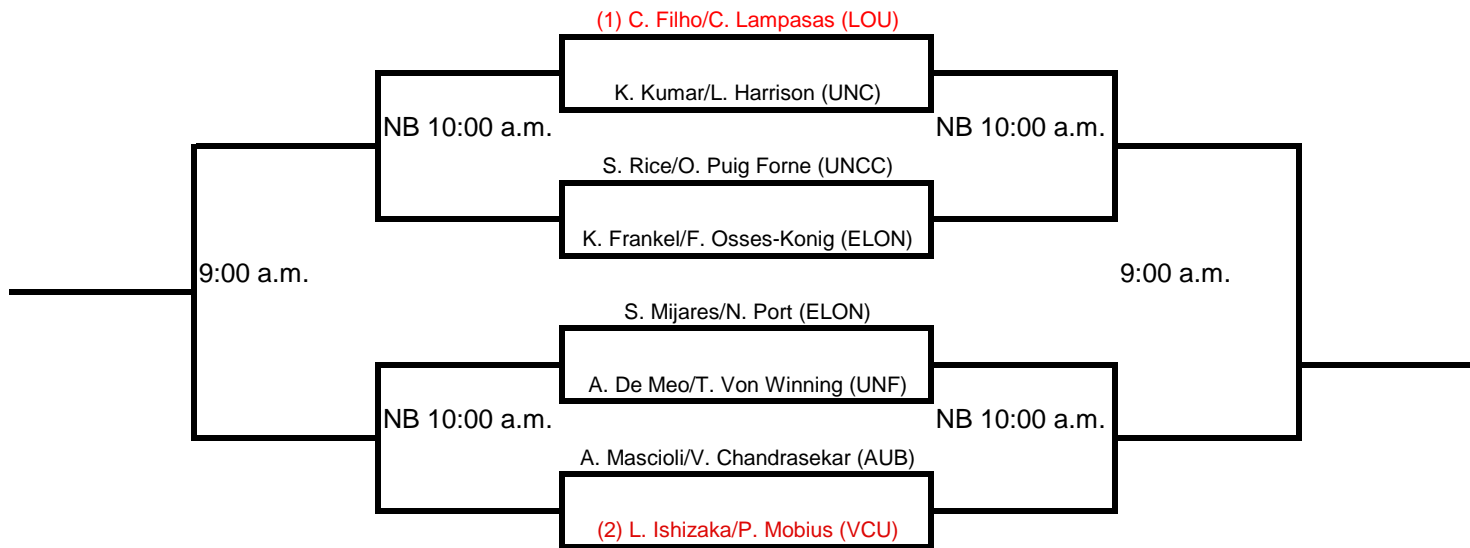 (1) C. Filho/C. Lampasas (LOU)
K. Kumar/L. Harrison (UNC)
NB 10:00 a.m.
NB 10:00 a.m.
S. Rice/O. Puig Forne (UNCC)
K. Frankel/F. Osses-Konig (ELON)
9:00 a.m.
9:00 a.m.
S. Mijares/N. Port (ELON)
A. De Meo/T. Von Winning (UNF)
NB 10:00 a.m.
NB 10:00 a.m.
A. Mascioli/V. Chandrasekar (AUB)
(2) L. Ishizaka/P. Mobius (VCU)